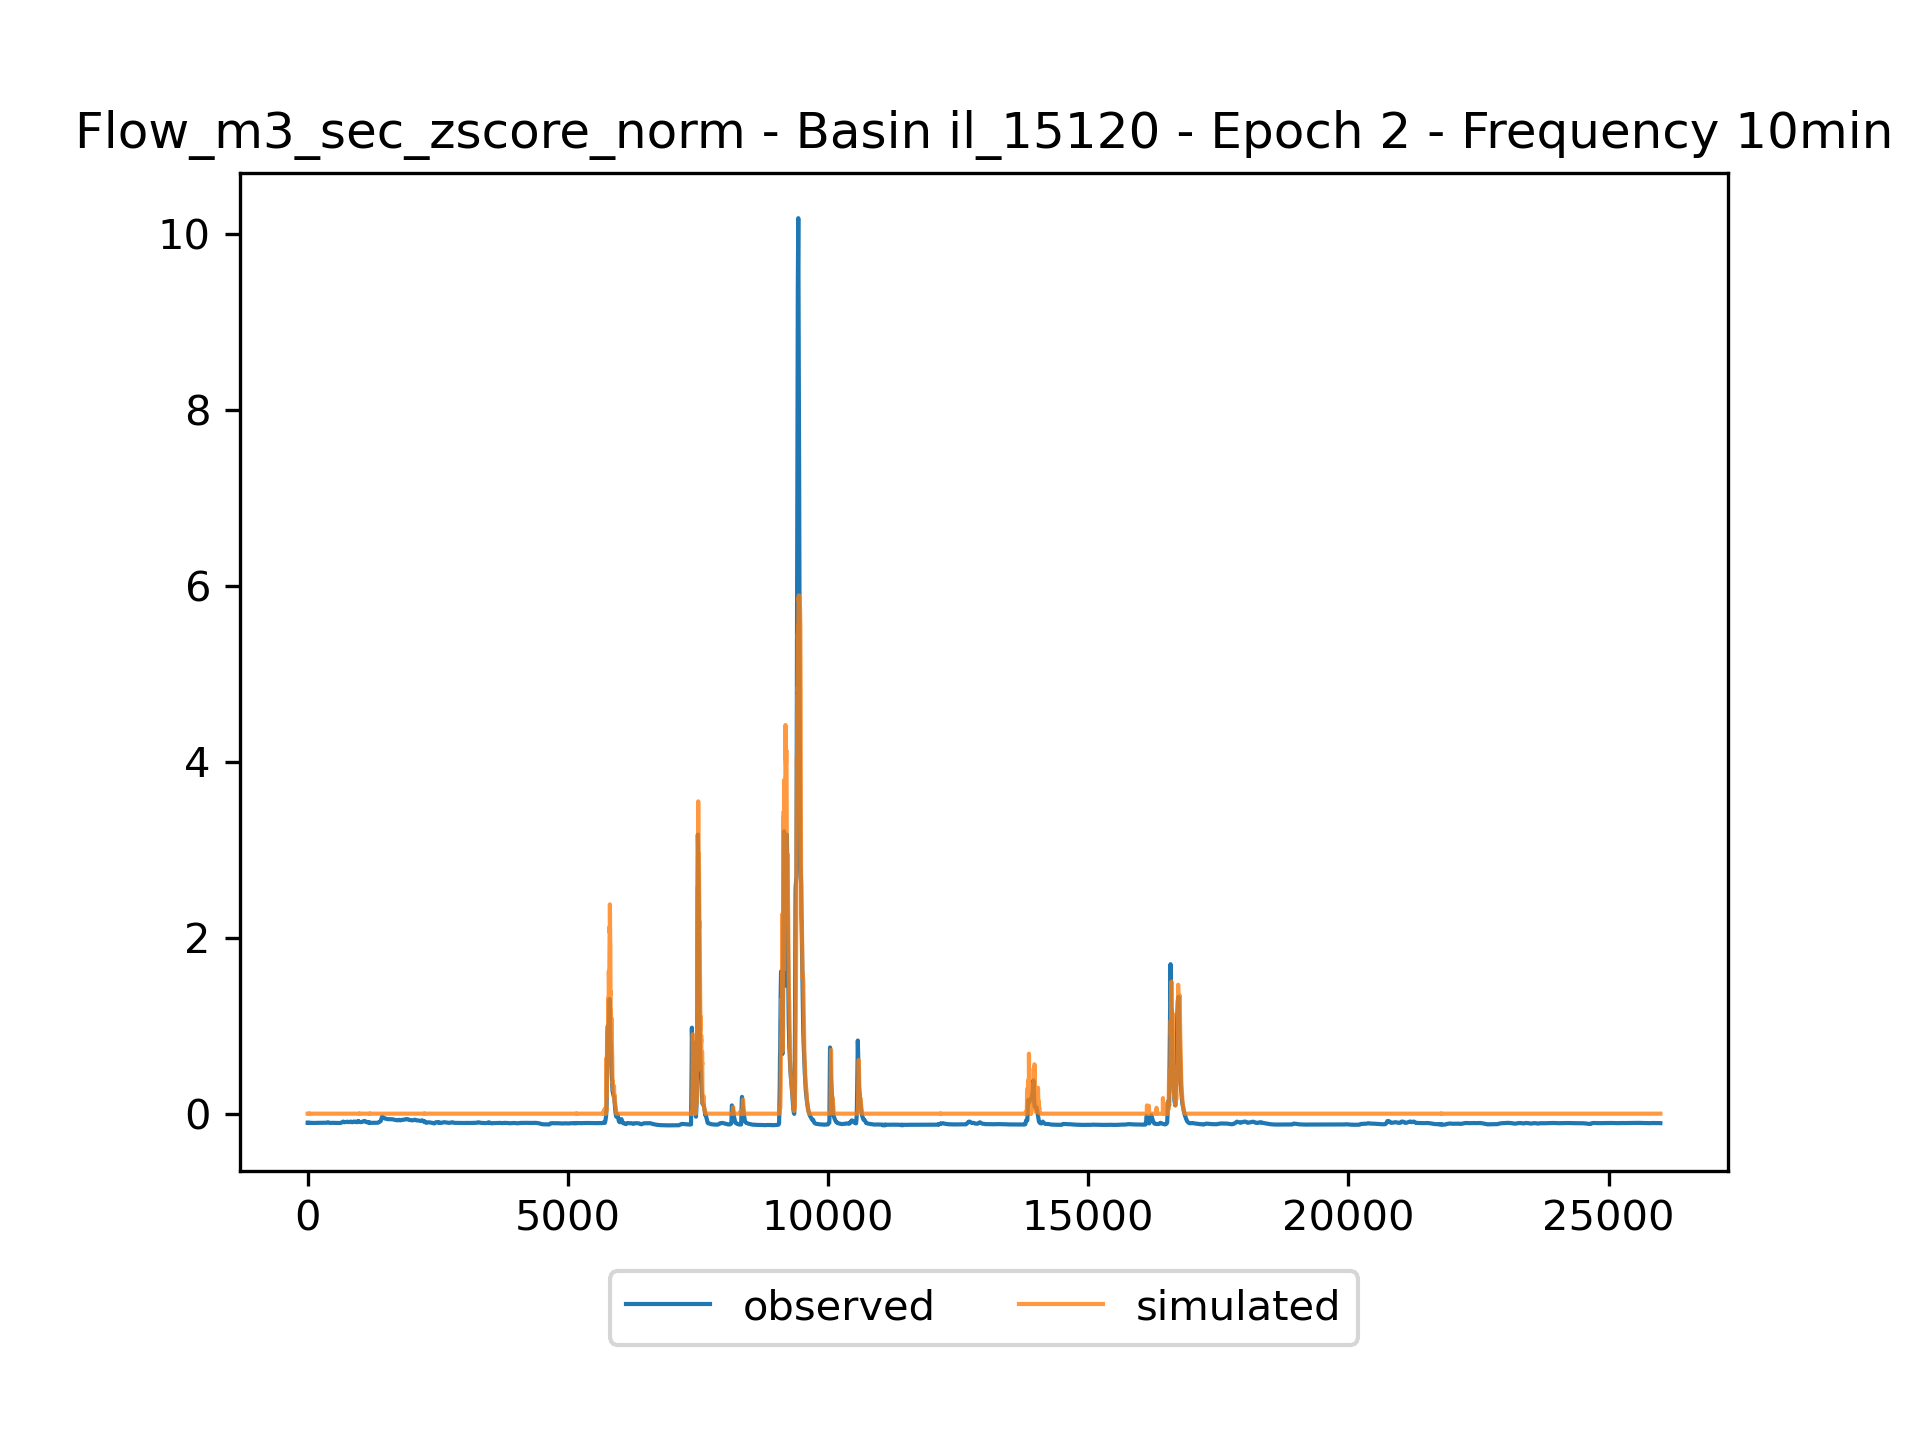 Flow_m3_sec_zscore_norm - Basin il_15120 - Epoch 2 - Frequency 10min
10
8
6
4
2
0
0 5000 10000 15000 20000 25000
observed simulated